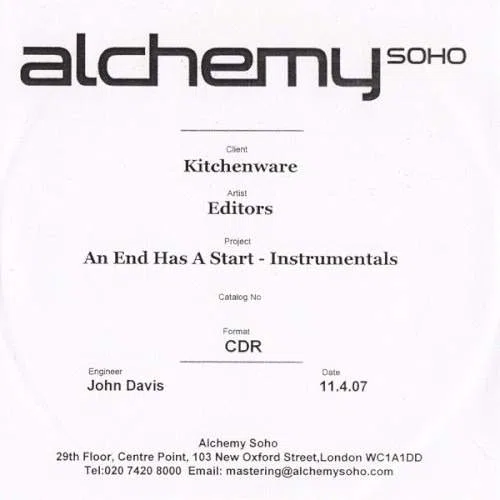 alchemy SOHO
Client
Kitchenware
Artist
Editors
Project
An End Has A Start - Instrumentals
Catalog No
Format
CDR
Engineer Date
John Davis 11.4.07
Alchemy Soho
29th Floor, Centre Point, 103 New Oxford Street,London WC1A1DD
Tel:020 7420 8000 Email: mastering@alchemysoho.com